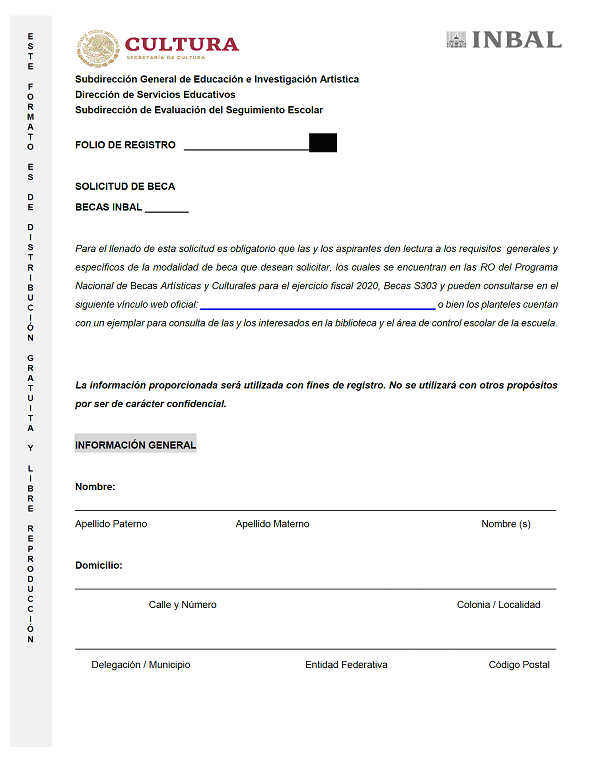 ESTE FORMATO ES DE DISTRIBUCIÓN GRATUITA Y LIBRE REPRODUCCIÓN
CULTURA
SECRETARÍA DE CULTURA
INBAL
Subdirección General de Educación e Investigación Artística
Dirección de Servicios Educativos
Subdirección de Evaluación del Seguimiento Escolar
FOLIO DE REGISTRO
SOLICITUD DE BECA
BECAS INBAL
Para el llenado de esta solicitud es obligatorio que las y los aspirantes den lectura a los requisitos generales y
específicos de la modalidad de beca que desean solicitar, los cuales se encuentran en las RO del Programa
Nacional de Becas Artísticas y Culturales para el ejercicio fiscal 2020, Becas S303 y pueden consultarse en el
siguiente vínculo web oficial: o bien los planteles cuentan
con un ejemplar para consulta de las y los interesados en la biblioteca y el área de control escolar de la escuela.
La información proporcionada será utilizada con fines de registro. No se utilizará con otros propósitos
por ser de carácter confidencial.
INFORMACIÓN GENERAL
Nombre:
Apellido Paterno Apellido Materno Nombre (s)
Domicilio:
Calle y Número Colonia / Localidad
Delegación / Municipio Entidad Federativa Código Postal